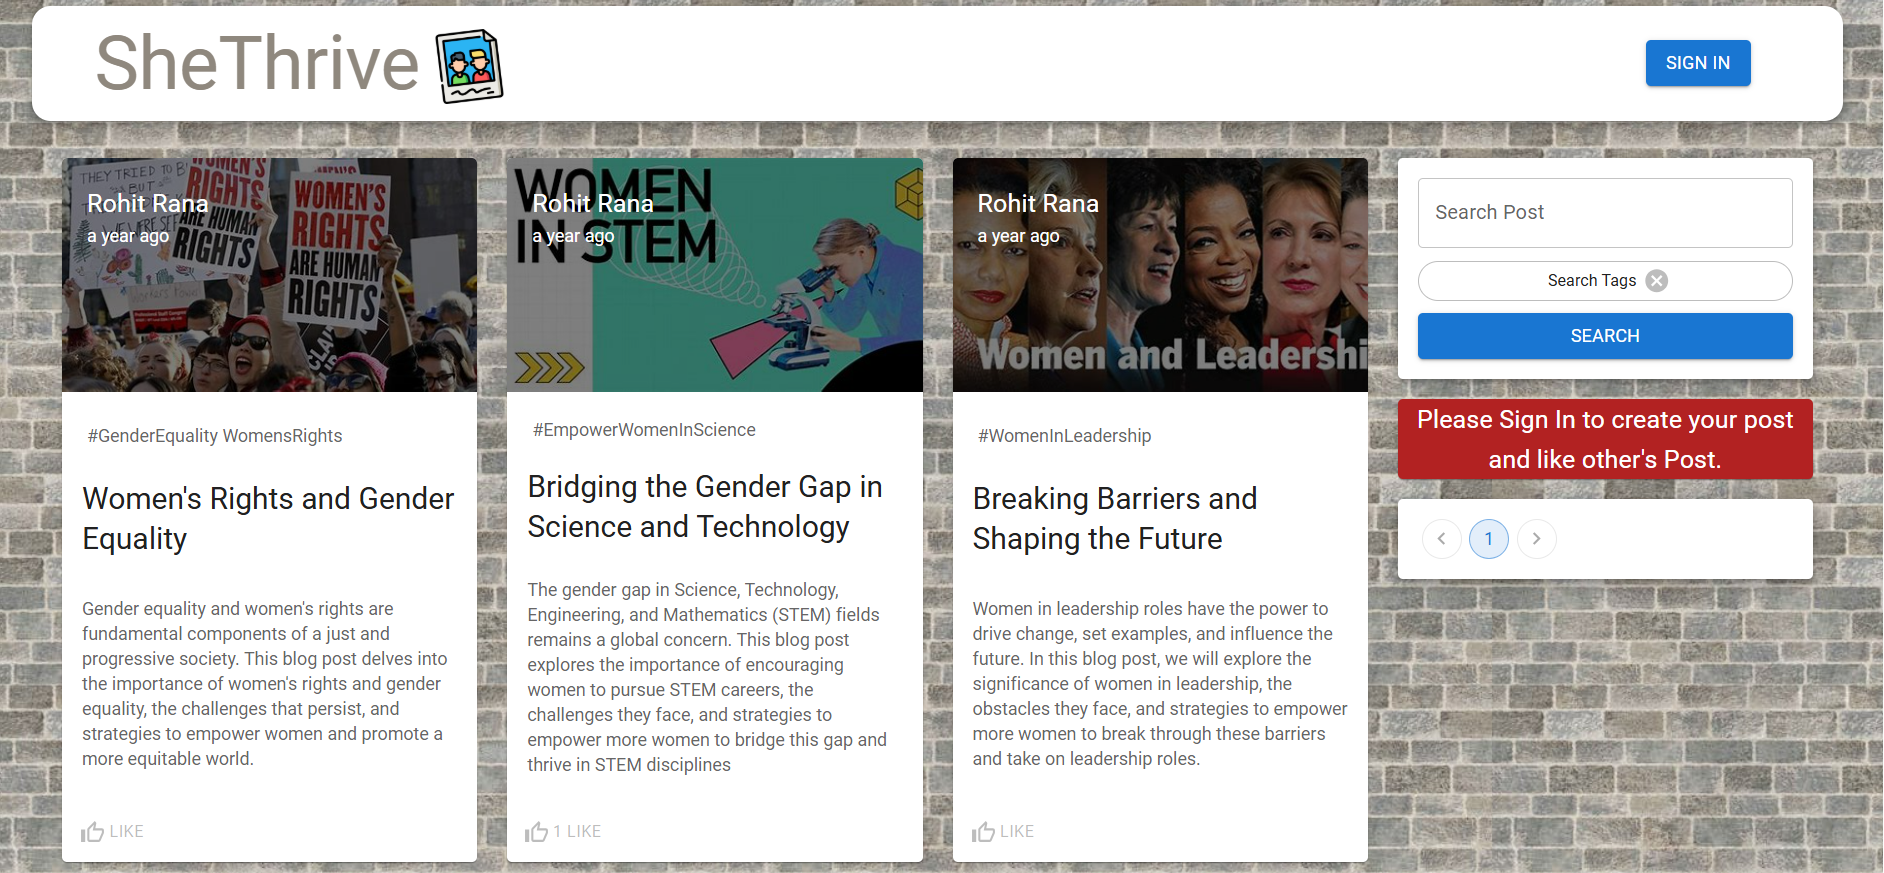 SheThrive
SIGN IN
THEY TRIED TO B
BUT
WOMEN'S
RIGHTS
ARE HUMAN
RIGHTS
WOMEN'S
RIGHTS
ARE HUMAN
RIGHTS
Rohit Rana
a year ago
#GenderEquality WomensRights
Women's Rights and Gender
Equality
Gender equality and women's rights are
fundamental components of a just and
progressive society. This blog post delves into
the importance of women's rights and gender
equality, the challenges that persist, and
strategies to empower women and promote a
more equitable world.
LIKE
WOMEN
IN STEM
Rohit Rana
a year ago
#EmpowerWomenInScience
Bridging the Gender Gap in
Science and Technology
The gender gap in Science, Technology,
Engineering, and Mathematics (STEM) fields
remains a global concern. This blog post
explores the importance of encouraging
women to pursue STEM careers, the
challenges they face, and strategies to
empower more women to bridge this gap and
thrive in STEM disciplines
1 LIKE
Rohit Rana
a year ago
Women and Leadershi
#WomenInLeadership
Breaking Barriers and
Shaping the Future
Women in leadership roles have the power to
drive change, set examples, and influence the
future. In this blog post, we will explore the
significance of women in leadership, the
obstacles they face, and strategies to empower
more women to break through these barriers
and take on leadership roles.
LIKE
Search Post
Search Tags
SEARCH
Please Sign In to create your post
and like other's Post.
1